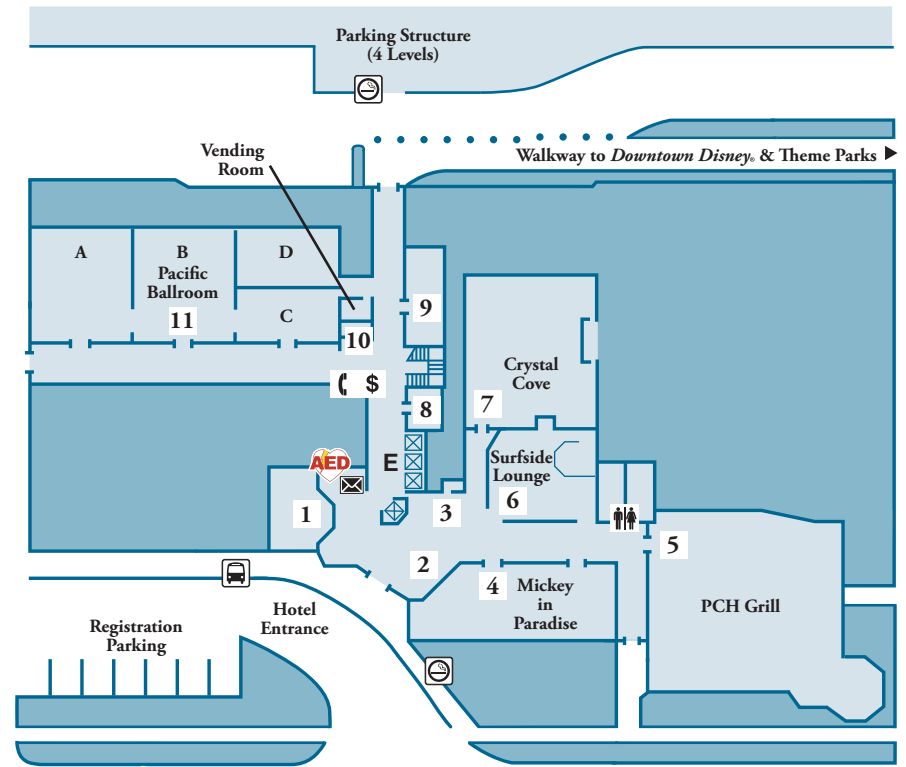 Parking Structure
(4 Levels)
Vending
Room
Walkway to Downtown Disney® & Theme Parks
A
B
D
Pacific
Ballroom
11
C
9
10
Crystal
Cove
$
8
7
AED
E
Surfside
Lounge
1
3
6
2
5
4
Mickey
in
Paradise
PCH Grill
Hotel
Entrance
Registration
Parking